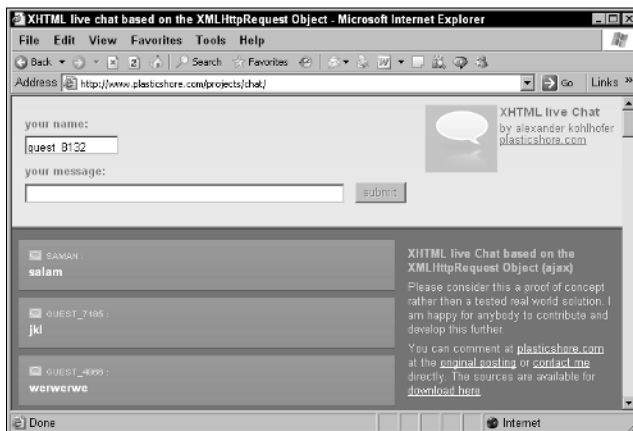 XHTML live chat based on the XMLHttpRequest Object - Microsoft Internet Explorer
File Edit View Favorites Tools Help
Back Search Favorites
Address http://www.plasticshore.com/projects/chat/ Go Links »
your name:
guest_8132
your message:
submit
XHTML live Chat
by alexander kohlhofer
plasticshore.com
SAMAN :
salam
GUEST_7185 :
jkl
GUEST_4066 :
werwerwe
XHTML live Chat based on the
XMLHttpRequest Object (ajax)
Please consider this a proof of concept
rather then a tested real world solution. I
am happy for anybody to contribute and
develop this further.
You can comment at plasticshore.com
at the original posting or contact me
directly. The sources are available for
download here.
Done Internet